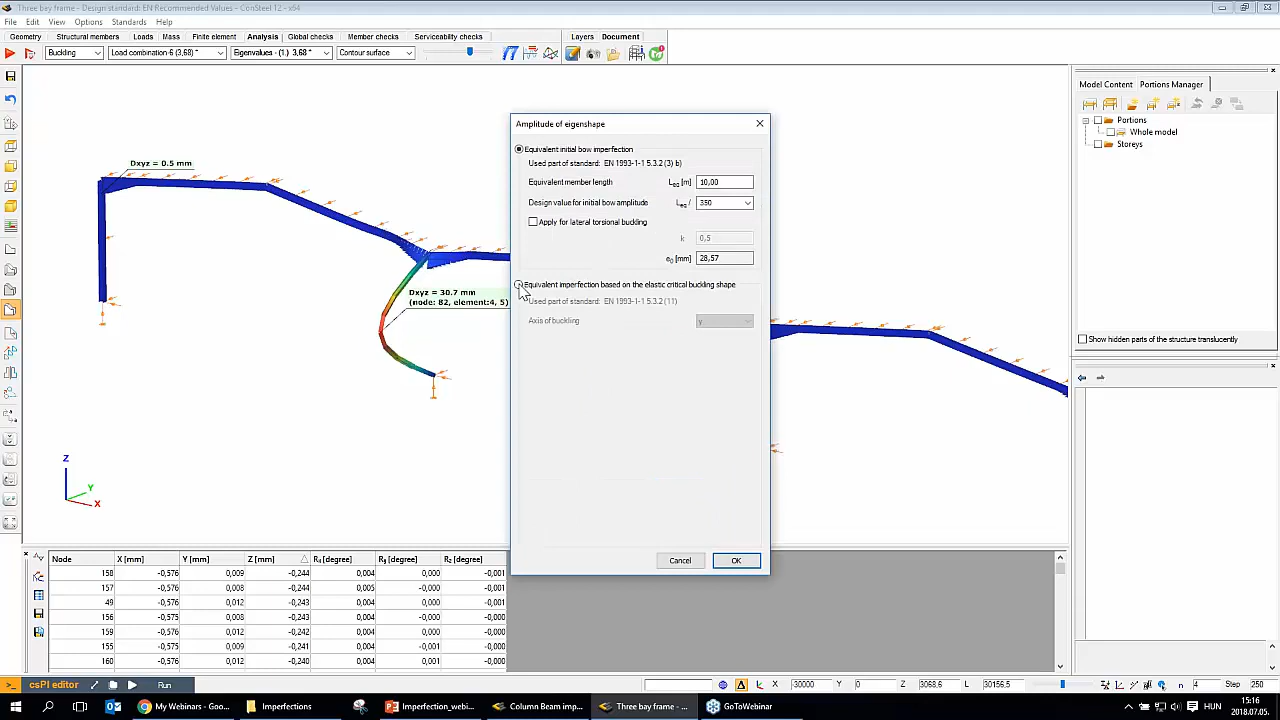 Three bay frame - Design standard: EN Recommended Values - ConSteel 12 - x64
File Edit View Options Standards Help
Geometry Structural members Loads Mass Finite element Analysis Global checks Member checks Serviceability checks Layers Document
Buckling Load combination-6 (3,68) * Eigenvalues - (1.) 3,68 * Contour surface
Model Content Portions Manager
Portions
Whole model
Storeys
Show hidden parts of the structure translucently
Dxyz = 0.5 mm
Dxyz = 30.7 mm
(node: 82, element:4, 5)
Z
Y
X
Amplitude of eigenshape
Equivalent initial bow imperfection
Used part of standard: EN 1993-1-1 5.3.2 (3) b)
Equivalent member length Leq [m] 10,00
Design value for initial bow amplitude Leq / 350
Apply for lateral torsional buckling
k 0,5
e0 [mm] 28,57
Equivalent imperfection based on the elastic critical buckling shape
Used part of standard: EN 1993-1-1 5.3.2 (11)
Axis of buckling y
Cancel OK
Node X [mm] Y [mm] Z [mm] Rx [degree] Ry [degree] Rz [degree]
158 -0,576 0,009 -0,244 0,004 0,000 -0,001
157 -0,576 0,008 -0,244 0,005 -0,000 -0,001
49 -0,576 0,012 -0,243 0,004 0,000 -0,001
156 -0,575 0,008 -0,243 0,004 -0,000 -0,000
159 -0,576 0,012 -0,242 0,004 0,000 -0,000
155 -0,575 0,009 -0,241 0,004 -0,001 -0,000
160 -0,576 0,012 -0,240 0,004 0,001 -0,000
csPI editor Run
X -30000 Y 0 Z 3068,6 L 30156,5 n 4 Step 250
My Webinars - Goo... Imperfections Imperfection_webi... Column Beam imp... Three bay frame - ... GoToWebinar HUN 15:16
2018.07.05.